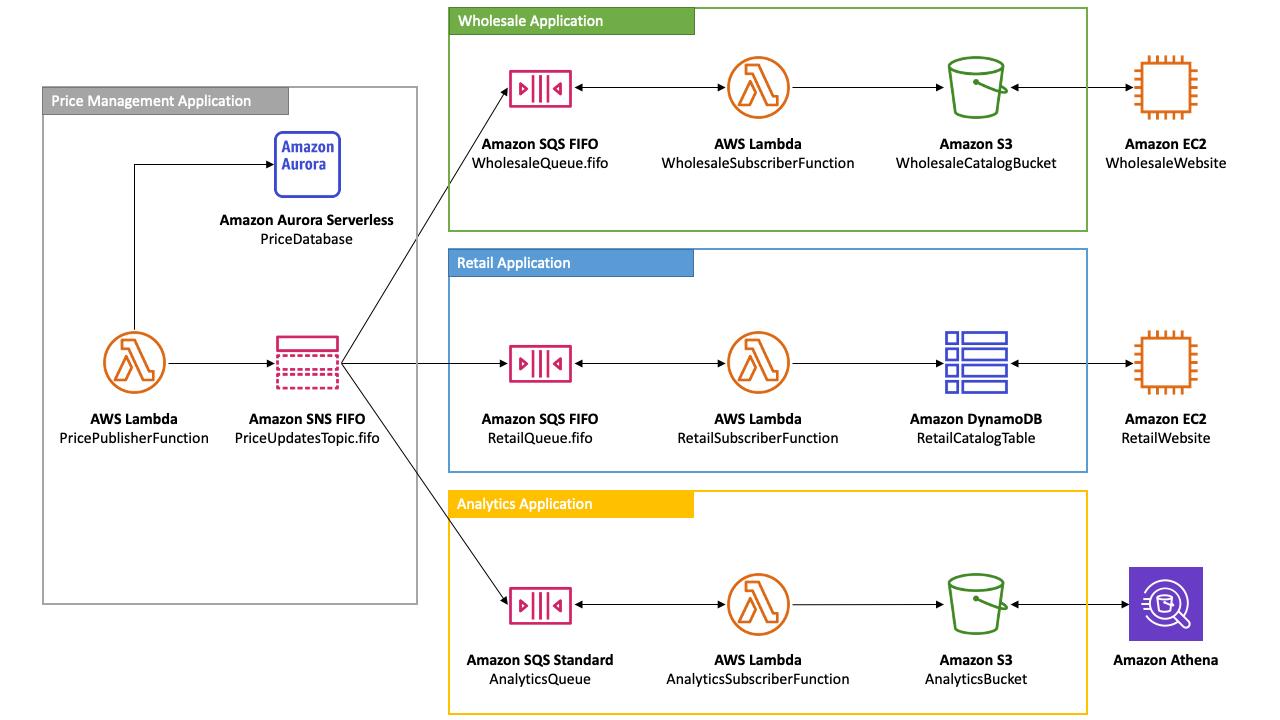 Price Management Application
Amazon
Aurora
Amazon Aurora Serverless
PriceDatabase
AWS Lambda
PricePublisherFunction
Amazon SNS FIFO
PriceUpdatesTopic.fifo
Wholesale Application
Amazon SQS FIFO
WholesaleQueue.fifo
AWS Lambda
WholesaleSubscriberFunction
Amazon S3
WholesaleCatalogBucket
Amazon EC2
WholesaleWebsite
Retail Application
Amazon SQS FIFO
RetailQueue.fifo
AWS Lambda
RetailSubscriberFunction
Amazon DynamoDB
RetailCatalogTable
Amazon EC2
RetailWebsite
Analytics Application
Amazon SQS Standard
AnalyticsQueue
AWS Lambda
AnalyticsSubscriberFunction
Amazon S3
AnalyticsBucket
Amazon Athena